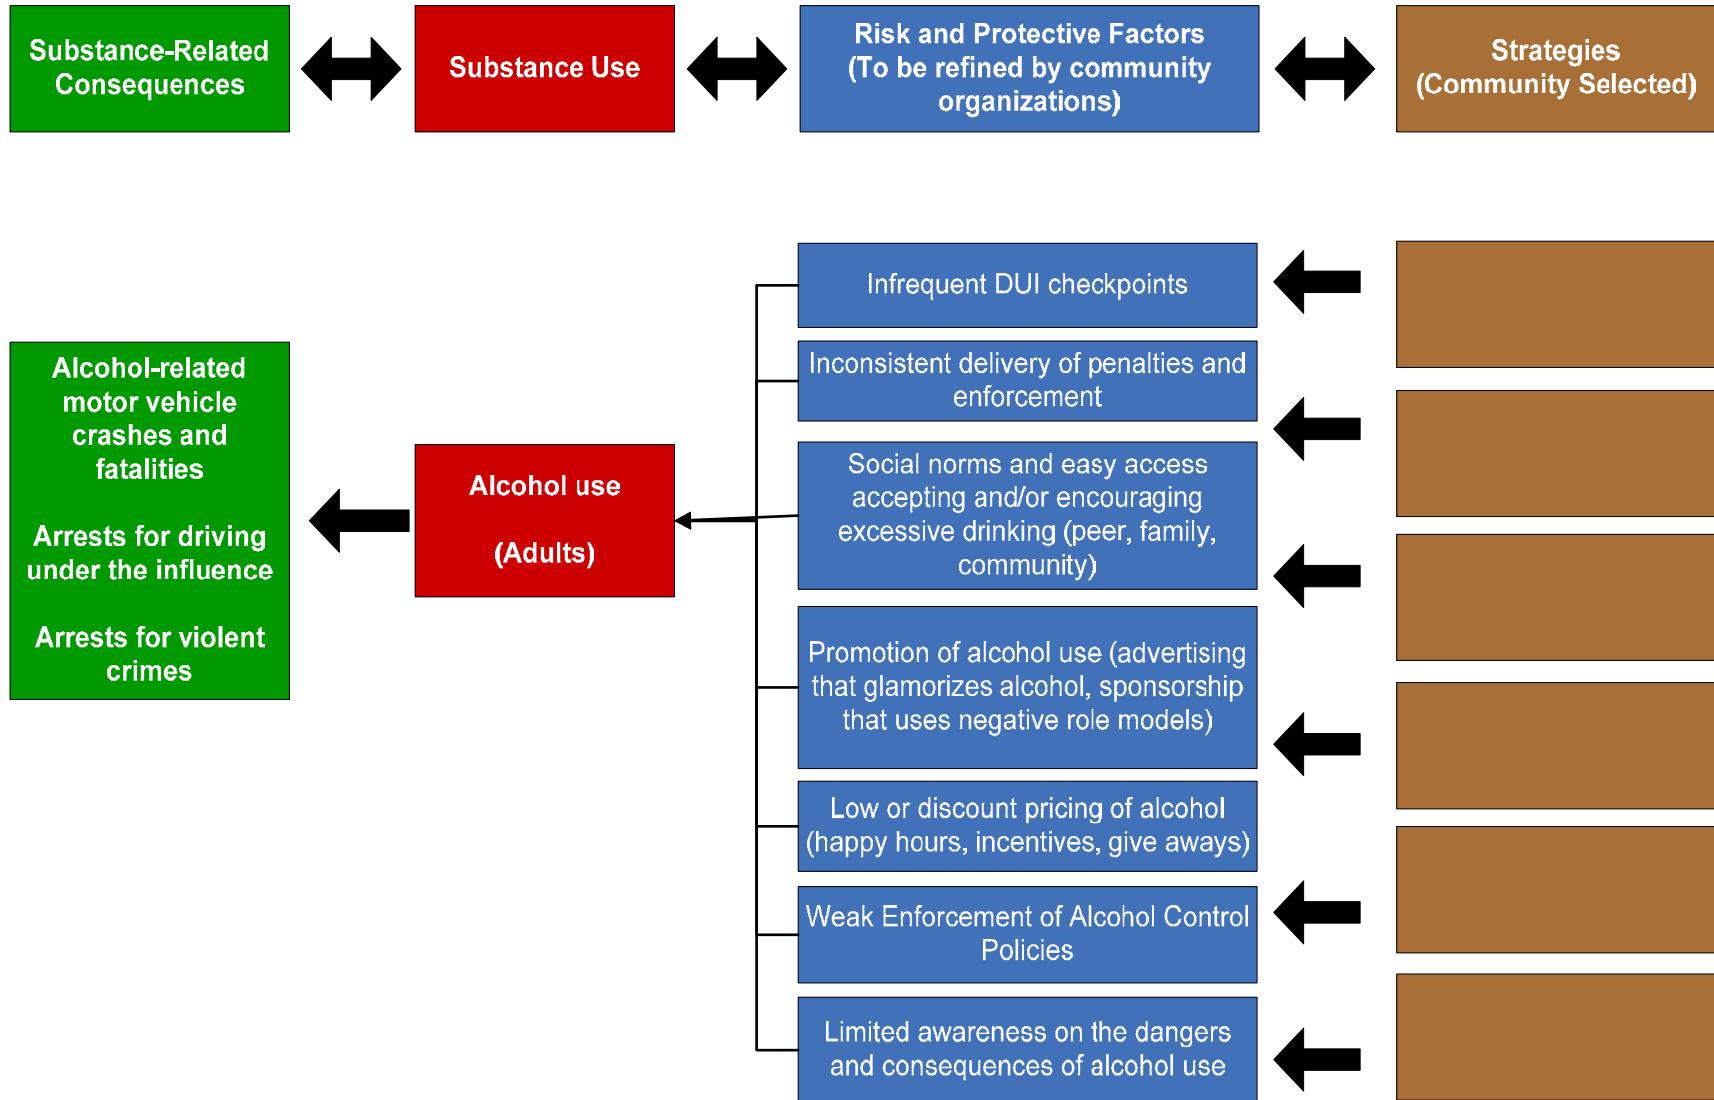 Substance-Related
Consequences
Substance Use
Risk and Protective Factors
(To be refined by community
organizations)
Strategies
(Community Selected)
Alcohol-related
motor vehicle
crashes and
fatalities
Arrests for driving
under the influence
Arrests for violent
crimes
Alcohol use
(Adults)
Infrequent DUI checkpoints
Inconsistent delivery of penalties and
enforcement
Social norms and easy access
accepting and/or encouraging
excessive drinking (peer, family,
community)
Promotion of alcohol use (advertising
that glamorizes alcohol, sponsorship
that uses negative role models)
Low or discount pricing of alcohol
(happy hours, incentives, give aways)
Weak Enforcement of Alcohol Control
Policies
Limited awareness on the dangers
and consequences of alcohol use